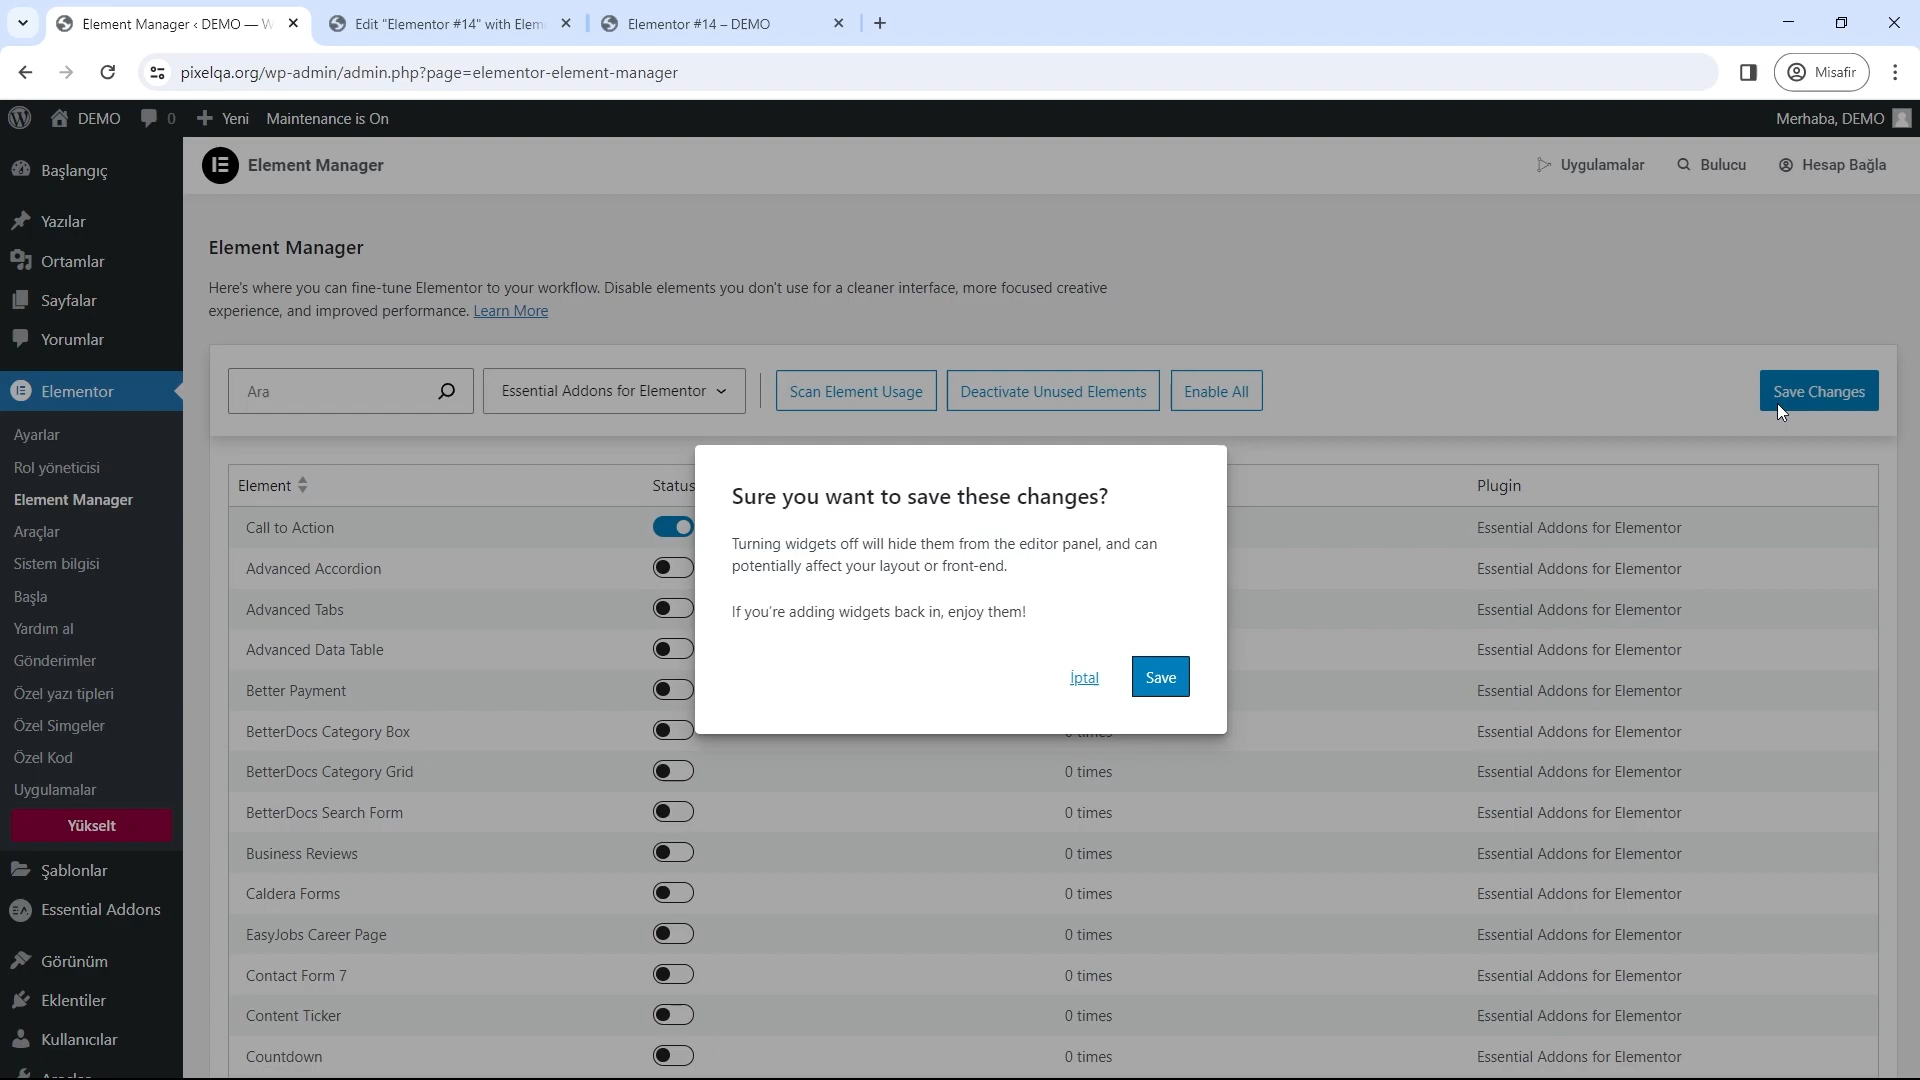 Element Manager ‹ DEMO — W
Edit "Elementor #14" with Elem
Elementor #14 – DEMO
pixelqa.org/wp-admin/admin.php?page=elementor-element-manager
Misafir
DEMO
0
Yeni
Maintenance is On
Merhaba, DEMO
Başlangıç
Yazılar
Ortamlar
Sayfalar
Yorumlar
Elementor
Ayarlar
Rol yöneticisi
Element Manager
Araçlar
Sistem bilgisi
Başla
Yardım al
Gönderimler
Özel yazı tipleri
Özel Simgeler
Özel Kod
Uygulamalar
Yükselt
Şablonlar
Essential Addons
Görünüm
Eklentiler
Kullanıcılar
Element Manager
Uygulamalar
Bulucu
Hesap Bağla
Element Manager
Here's where you can fine-tune Elementor to your workflow. Disable elements you don't use for a cleaner interface, more focused creative
experience, and improved performance. Learn More
Ara
Essential Addons for Elementor
Scan Element Usage
Deactivate Unused Elements
Enable All
Save Changes
Element
Status
Plugin
Call to Action
Essential Addons for Elementor
Advanced Accordion
Essential Addons for Elementor
Advanced Tabs
Essential Addons for Elementor
Advanced Data Table
Essential Addons for Elementor
Better Payment
Essential Addons for Elementor
BetterDocs Category Box
Essential Addons for Elementor
BetterDocs Category Grid
0 times
Essential Addons for Elementor
BetterDocs Search Form
0 times
Essential Addons for Elementor
Business Reviews
0 times
Essential Addons for Elementor
Caldera Forms
0 times
Essential Addons for Elementor
EasyJobs Career Page
0 times
Essential Addons for Elementor
Contact Form 7
0 times
Essential Addons for Elementor
Content Ticker
0 times
Essential Addons for Elementor
Countdown
0 times
Essential Addons for Elementor
Sure you want to save these changes?
Turning widgets off will hide them from the editor panel, and can
potentially affect your layout or front-end.
If you're adding widgets back in, enjoy them!
İptal
Save